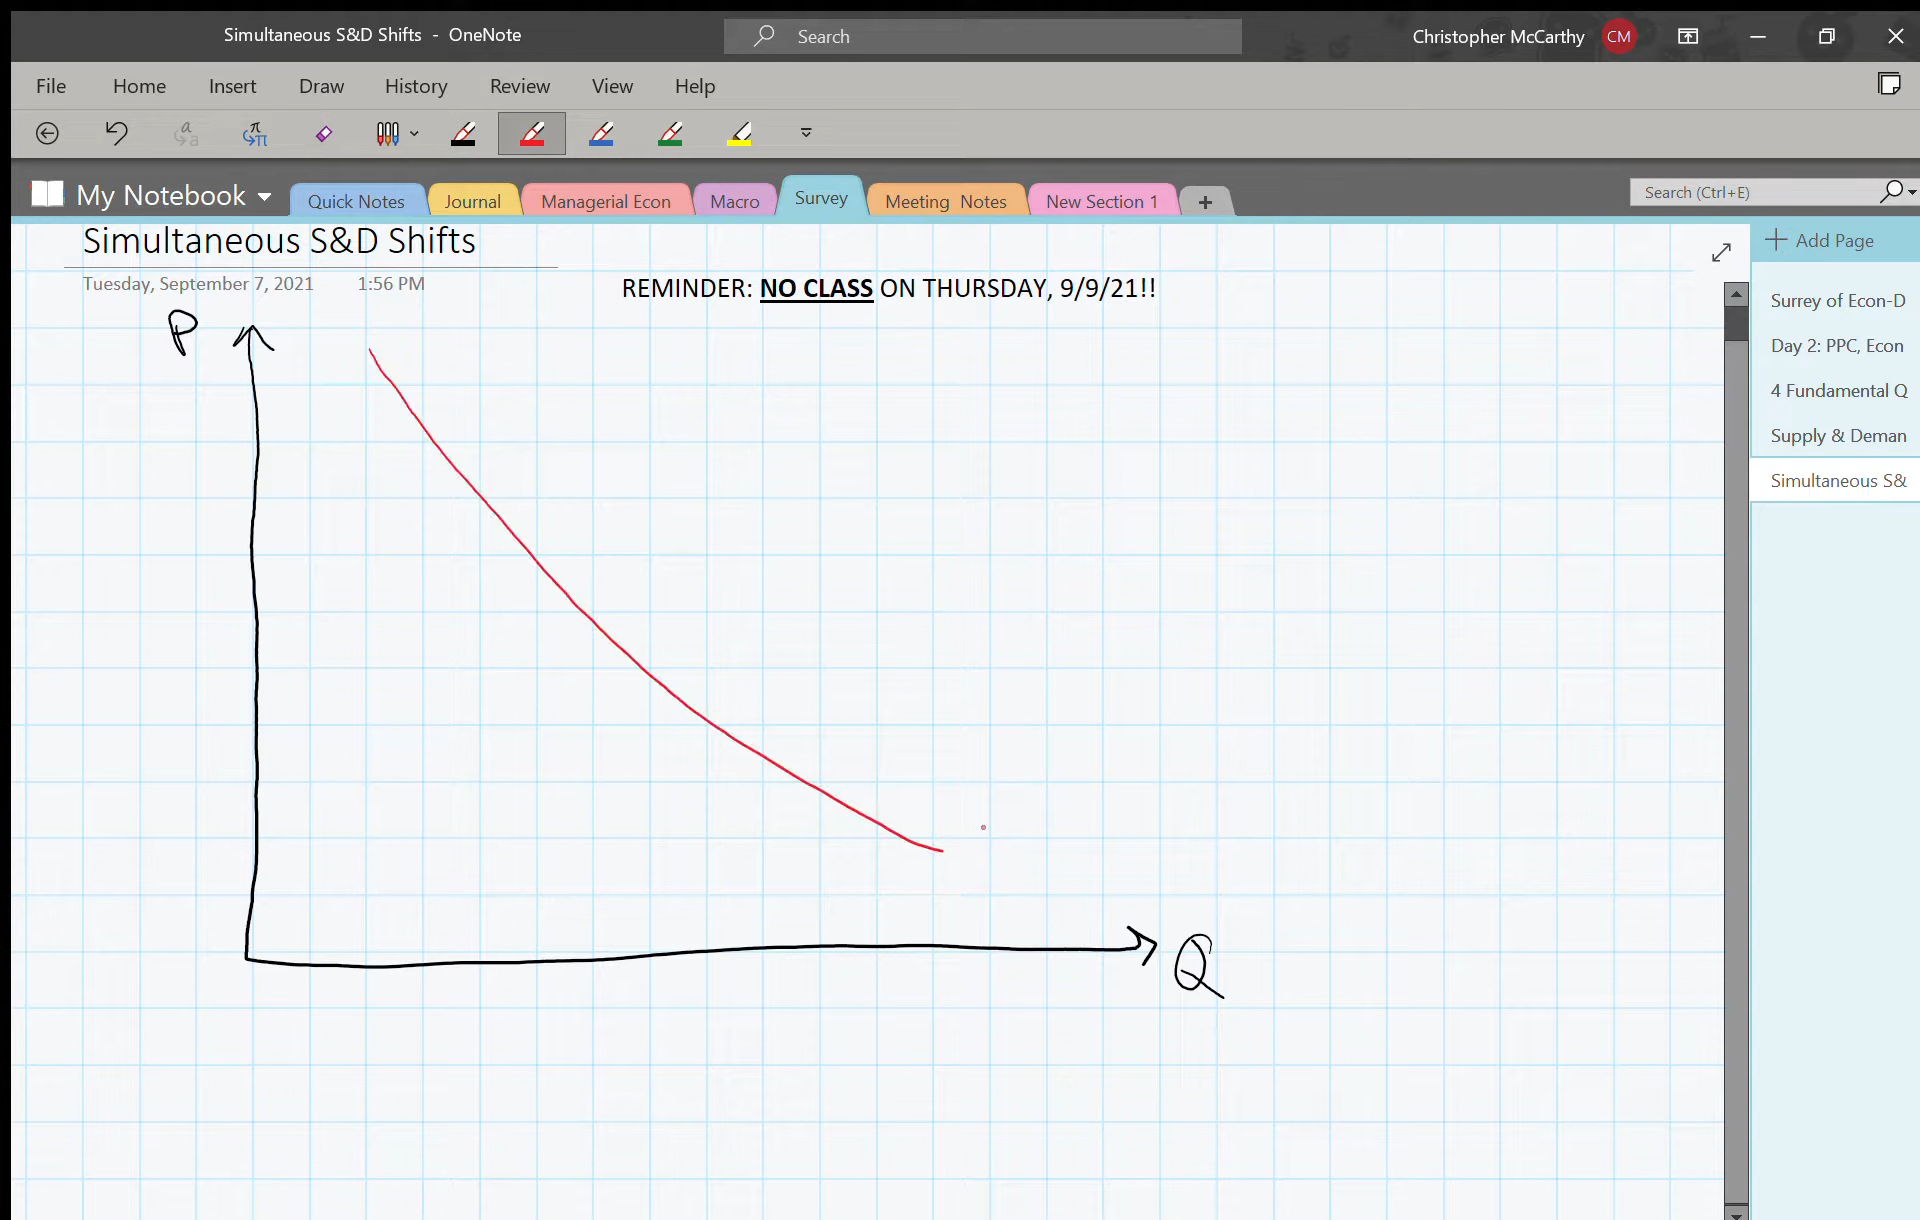 Simultaneous S&D Shifts - OneNote
Search
Christopher McCarthy CM
File Home Insert Draw History Review View Help
My Notebook
Quick Notes Journal Managerial Econ Macro Survey Meeting Notes New Section 1 +
Search (Ctrl+E)
Simultaneous S&D Shifts
Tuesday, September 7, 2021 1:56 PM
REMINDER: NO CLASS ON THURSDAY, 9/9/21!!
P
Q
Add Page
Surrey of Econ-D
Day 2: PPC, Econ
4 Fundamental Q
Supply & Deman
Simultaneous S&